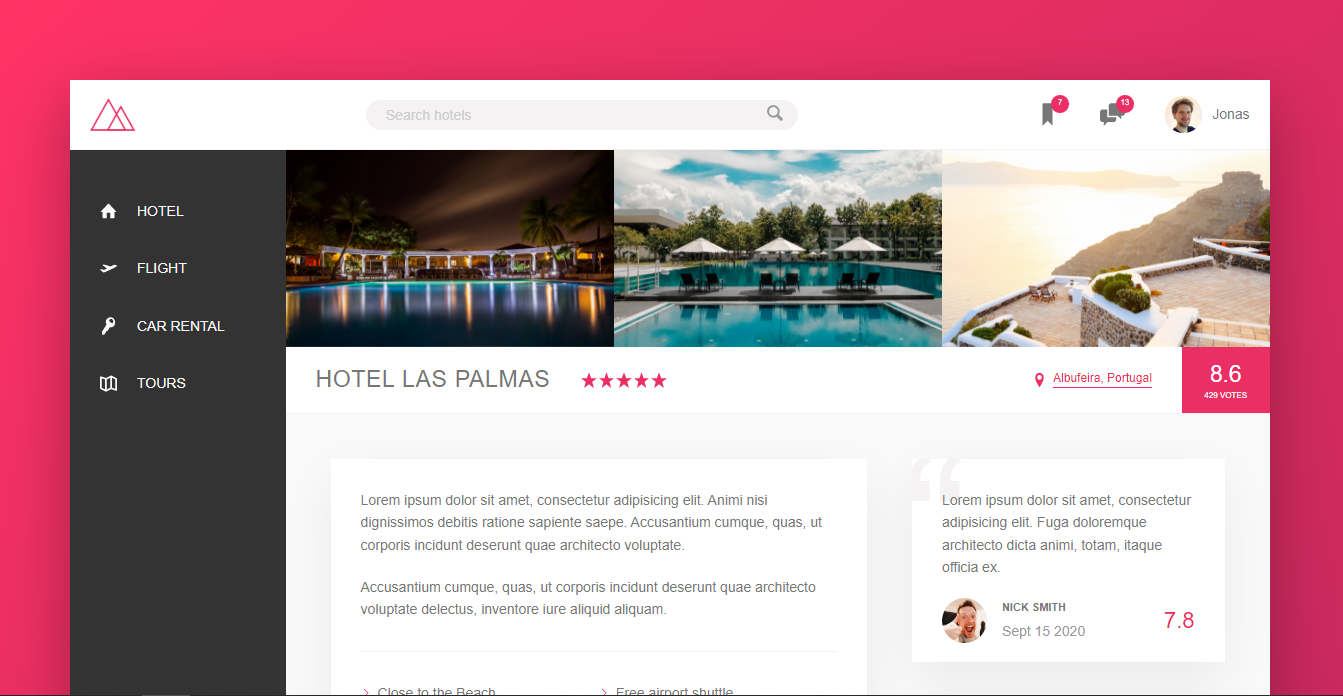 Search hotels
7
13
Jonas
HOTEL
FLIGHT
CAR RENTAL
TOURS
HOTEL LAS PALMAS
Albufeira, Portugal
8.6
429 VOTES
Lorem ipsum dolor sit amet, consectetur adipisicing elit. Animi nisi
dignissimos debitis ratione sapiente saepe. Accusantium cumque, quas, ut
corporis incidunt deserunt quae architecto voluptate.
Accusantium cumque, quas, ut corporis incidunt deserunt quae architecto
voluptate delectus, inventore iure aliquid aliquam.
Close to the Beach
Free airport shuttle
“
Lorem ipsum dolor sit amet, consectetur
adipisicing elit. Fuga doloremque
architecto dicta animi, totam, itaque
officia ex.
NICK SMITH
Sept 15 2020
7.8